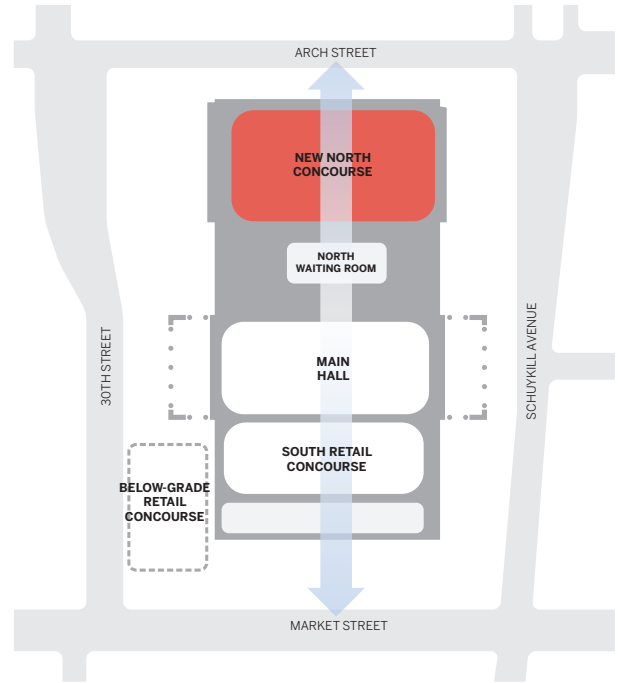 ARCH STREET
NEW NORTH
CONCOURSE
NORTH
WAITING ROOM
30TH STREET
SCHUYKILL AVENUE
MAIN
HALL
SOUTH RETAIL
CONCOURSE
BELOW-GRADE
RETAIL
CONCOURSE
MARKET STREET